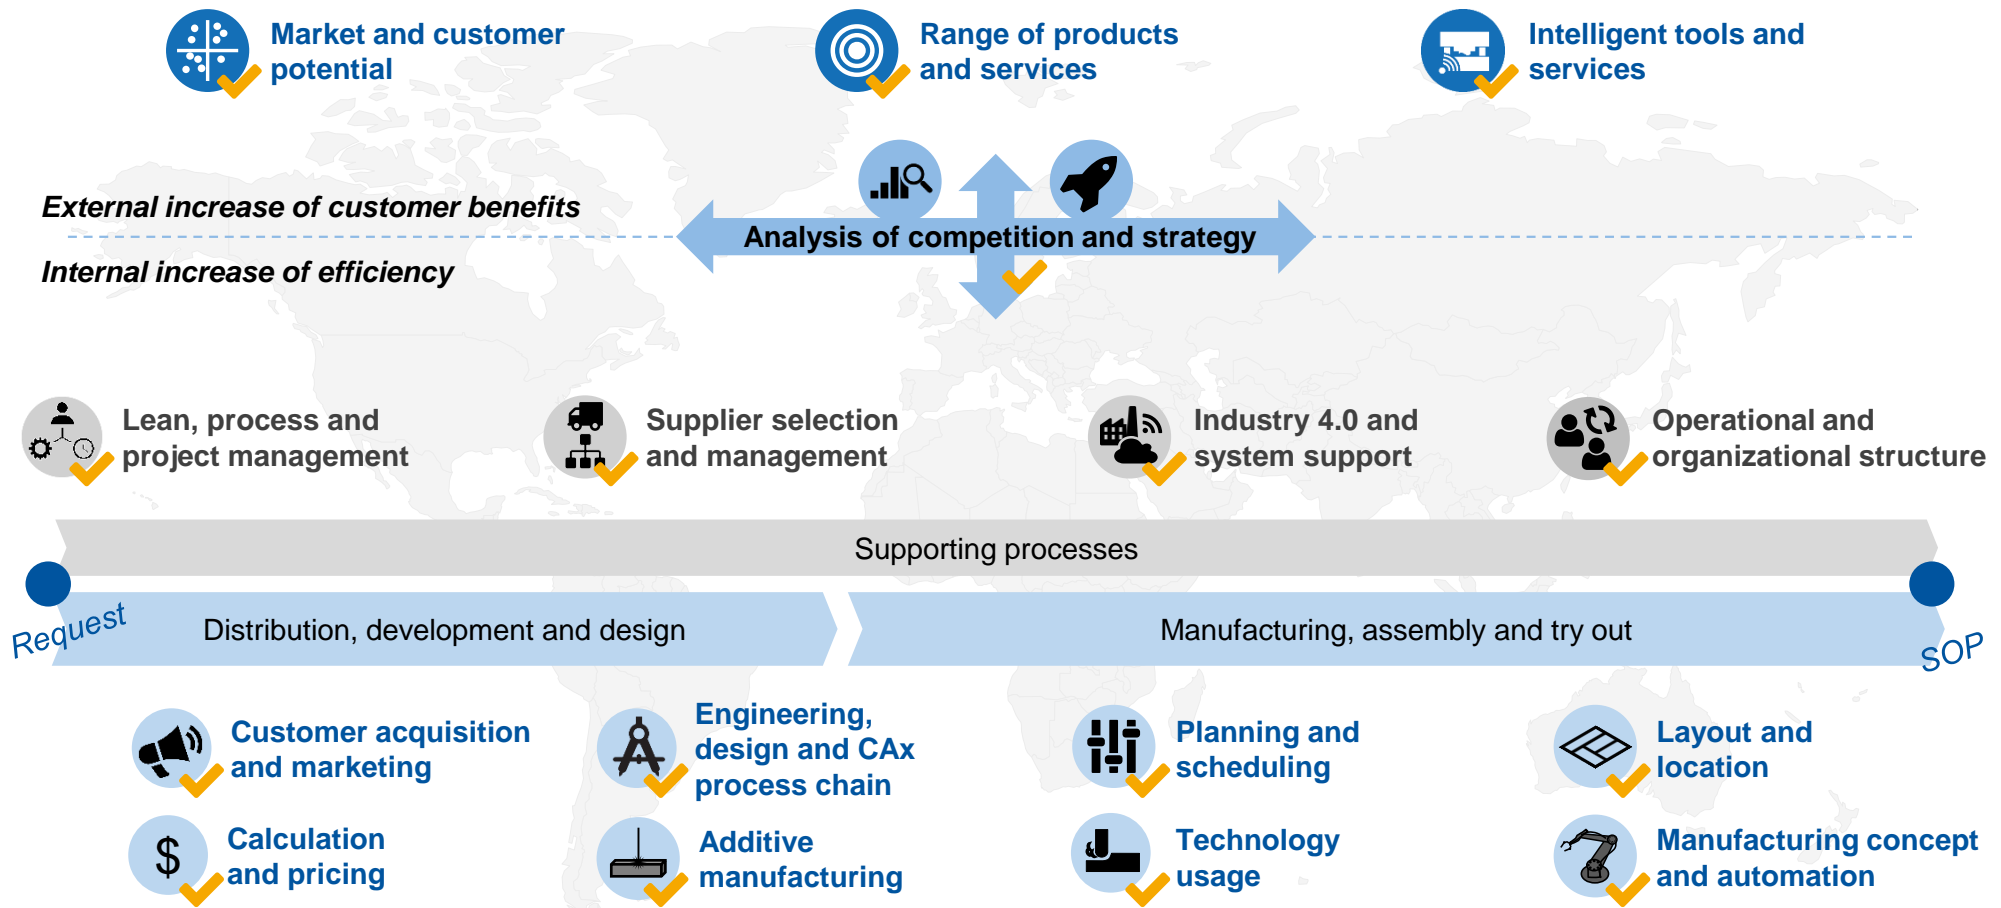 Market and customer
potential
Range of products
and services
Intelligent tools and
services
External increase of customer benefits
Analysis of competition and strategy
Internal increase of efficiency
Lean, process and
project management
Supplier selection
and management
Industry 4.0 and
system support
Operational and
organizational structure
Supporting processes
Request
Distribution, development and design
Manufacturing, assembly and try out
SOP
Customer acquisition
and marketing
Engineering,
design and CAx
process chain
Planning and
scheduling
Layout and
location
$
Calculation
and pricing
Additive
manufacturing
Technology
usage
Manufacturing concept
and automation